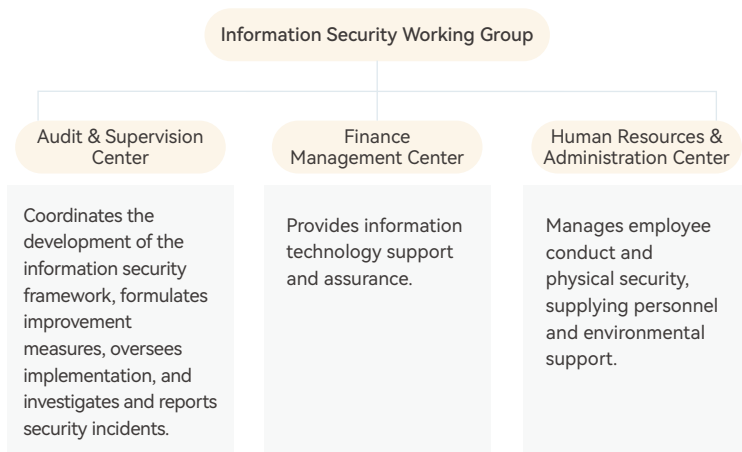 Information Security Working Group
Audit & Supervision
Center
Finance
Management Center
Human Resources &
Administration Center
Coordinates the
development of the
information security
framework, formulates
improvement
measures, oversees
implementation, and
investigates and reports
security incidents.
Provides information
technology support
and assurance.
Manages employee
conduct and
physical security,
supplying personnel
and environmental
support.